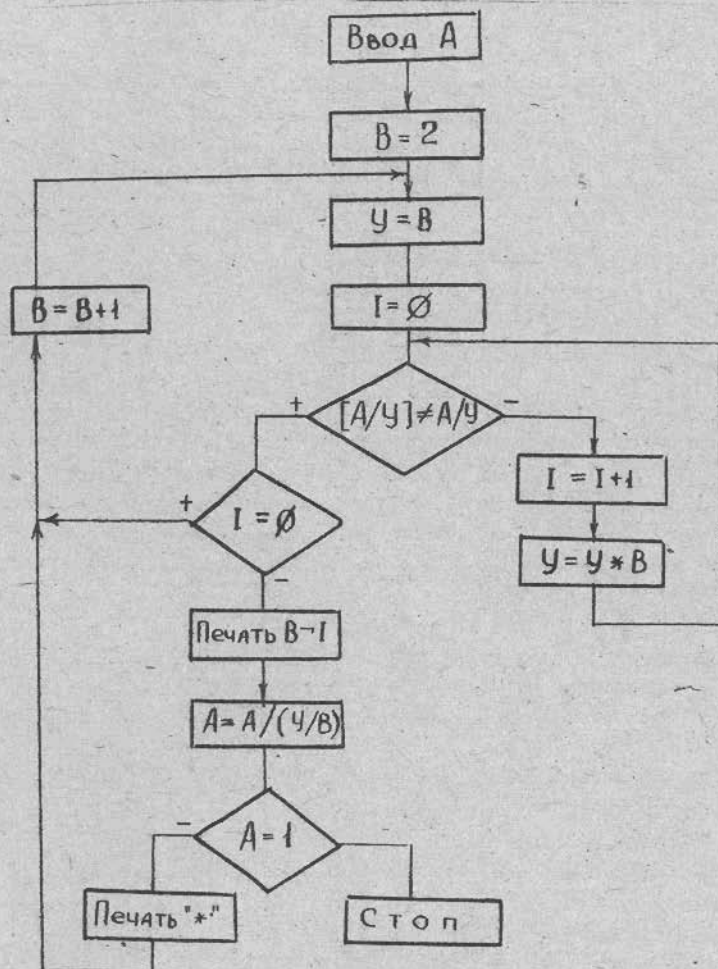 Ввод А
В = 2
У = В
I = Ø
В = В+1
[А/У]≠А/У
+
−
I = I+1
У = У * В
I = Ø
+
−
Печать В¬I
А = А/(У/В)
А = 1
−
Печать "*"
Стоп